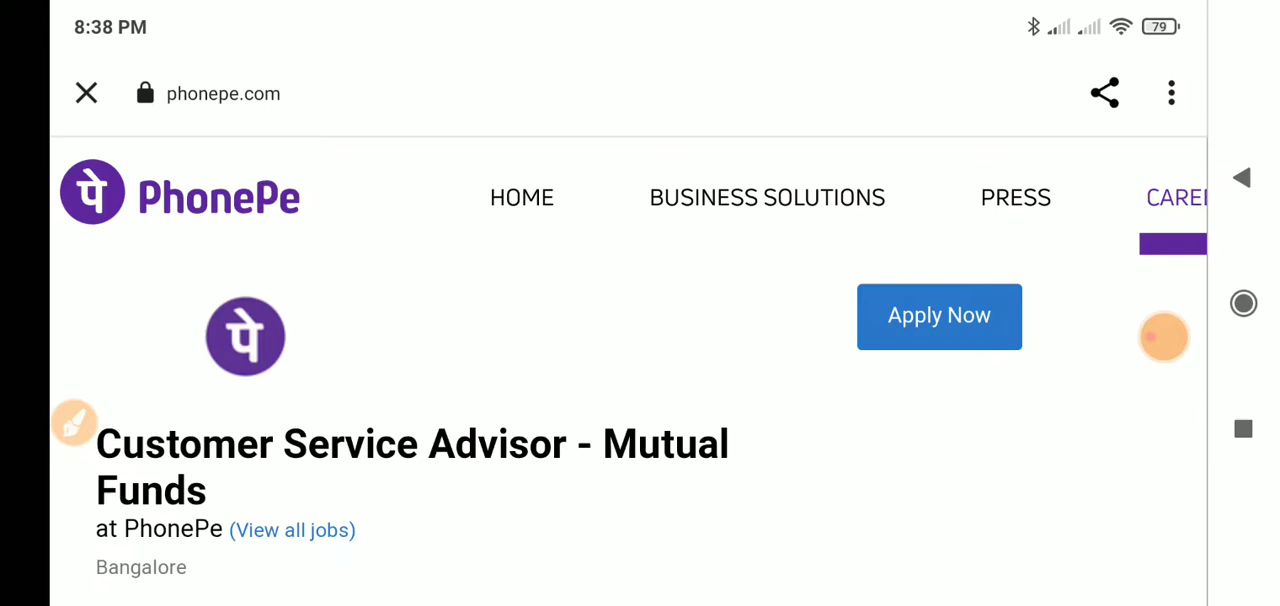 8:38 PM
79
phonepe.com
पे PhonePe
HOME
BUSINESS SOLUTIONS
PRESS
CAREE
पे
Apply Now
Customer Service Advisor - Mutual
Funds
at PhonePe (View all jobs)
Bangalore